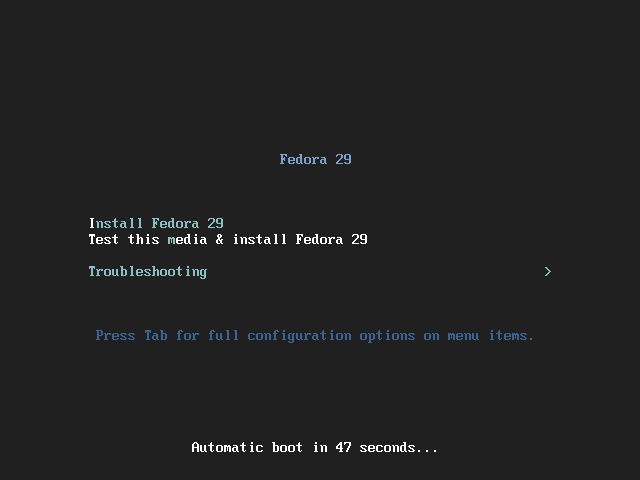 Fedora 29
Install Fedora 29
Test this media & install Fedora 29
Troubleshooting >
Press Tab for full configuration options on menu items.
Automatic boot in 47 seconds...